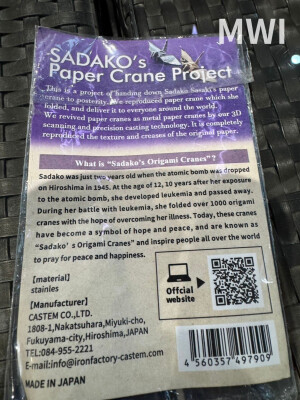 MWI
SADAKO's
Paper Crane Project
This is a project of handing down Sadako Sasaki's paper
crane to posterity. We reproduced paper crane which she
folded, and deliver it to everyone around the world.
We revived paper cranes as metal paper cranes by our 3D
scanning and precision casting technology. It is completely
reproduced the texture and creases of the original paper.
What is “Sadako's Origami Cranes”?
Sadako was just two years old when the atomic bomb was dropped
on Hiroshima in 1945. At the age of 12, 10 years after her exposure
to the atomic bomb, she developed leukemia and passed away.
During her battle with leukemia, she folded over 1000 origami
cranes with the hope of overcoming her illness. Today, these cranes
have become a symbol of hope and peace, and are known as
“Sadako' s Origami Cranes” and inspire people all over the world
to pray for peace and happiness.
[material]
stainles
[Manufacturer]
CASTEM CO.,LTD.
1808-1,Nakatsuhara,Miyuki-cho,
Fukuyama-city,Hiroshima,JAPAN
TEL:084-955-2221
E-mail:info@ironfactory-castem.com
MADE IN JAPAN
Offcial
website
4 560357 497909